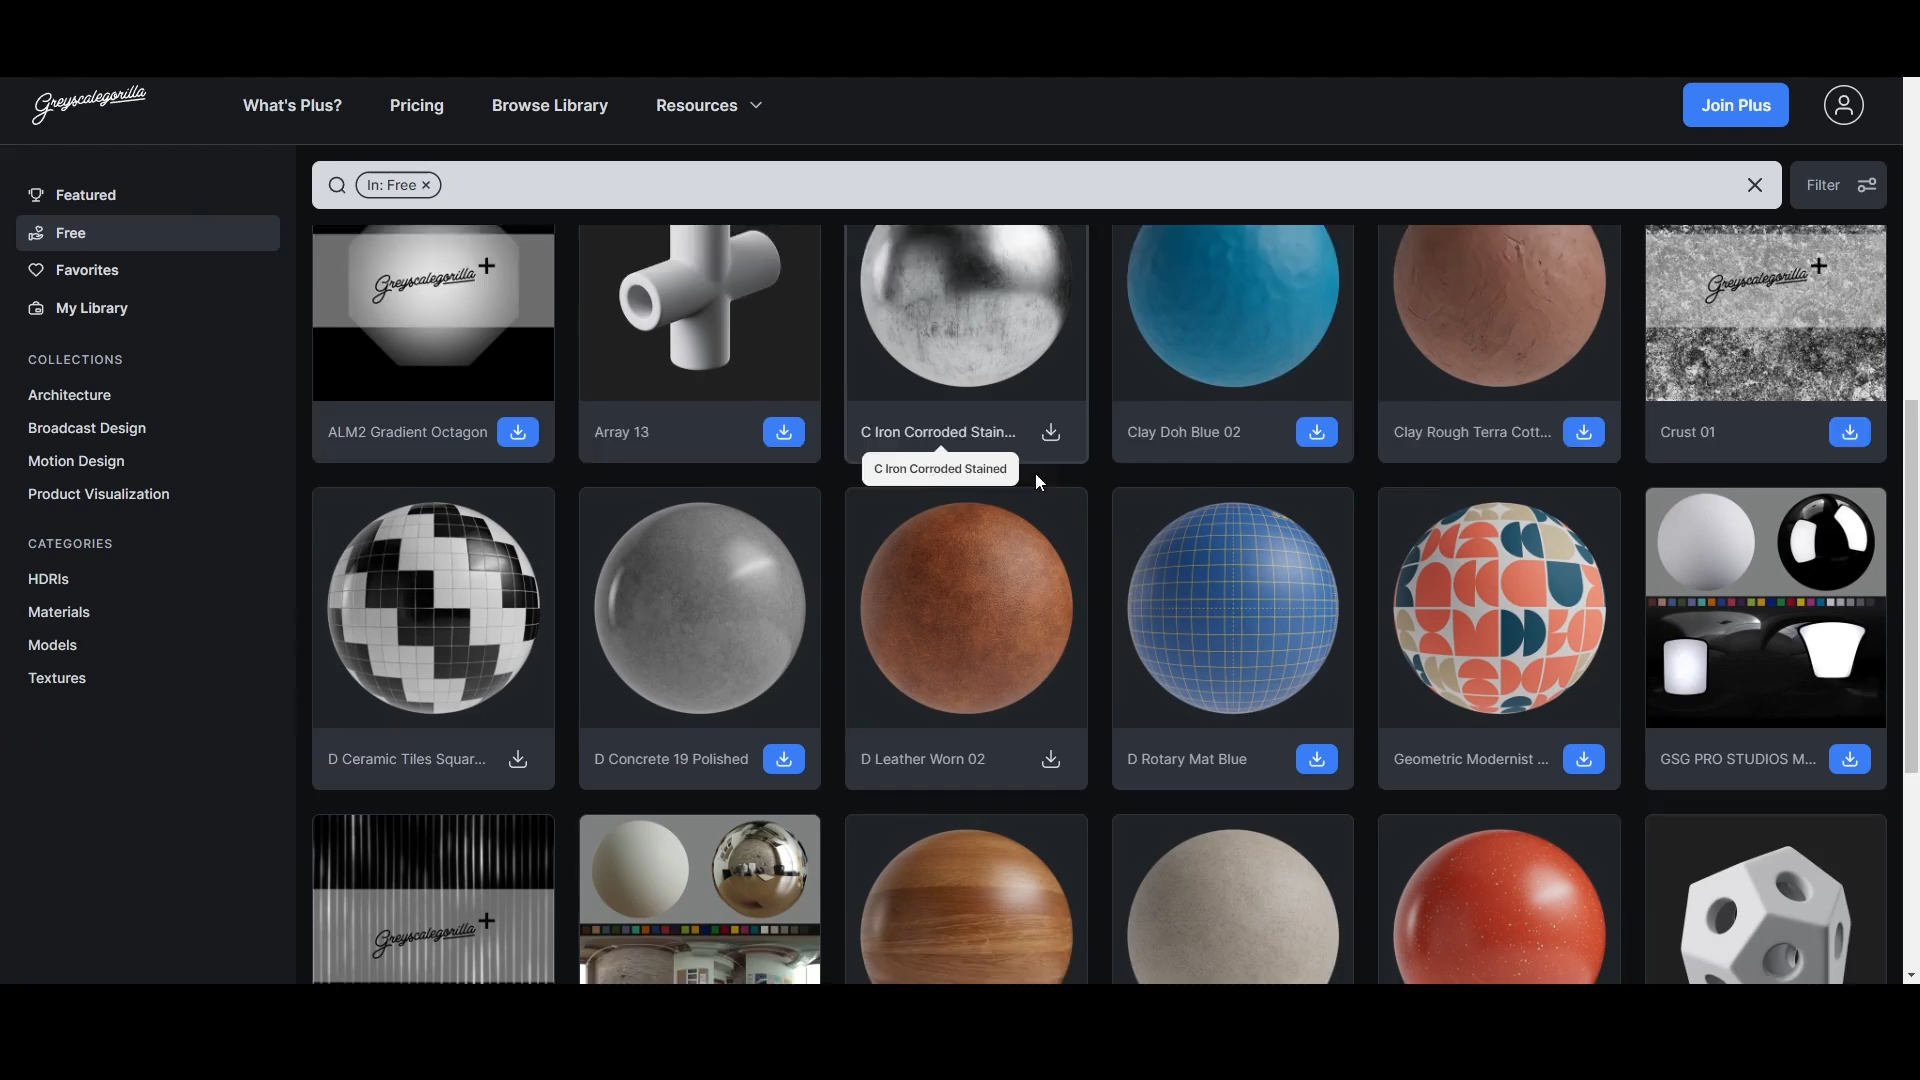 Greyscalegorilla
What's Plus?
Pricing
Browse Library
Resources
Join Plus
Featured
Free
Favorites
My Library
COLLECTIONS
Architecture
Broadcast Design
Motion Design
Product Visualization
CATEGORIES
HDRIs
Materials
Models
Textures
In: Free ×
Filter
Greyscalegorilla+
Greyscalegorilla+
ALM2 Gradient Octagon
Array 13
C Iron Corroded Stain...
Clay Doh Blue 02
Clay Rough Terra Cott...
Crust 01
C Iron Corroded Stained
D Ceramic Tiles Squar...
D Concrete 19 Polished
D Leather Worn 02
D Rotary Mat Blue
Geometric Modernist ...
GSG PRO STUDIOS M...
Greyscalegorilla+